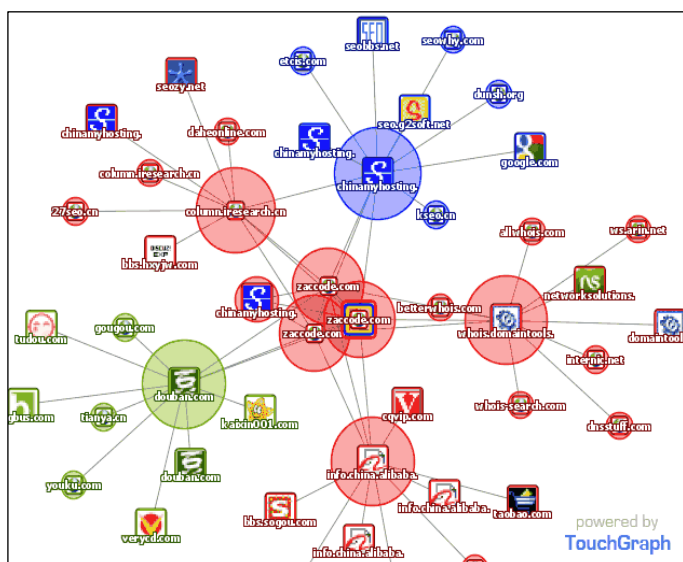 seobbs.net
seowhy.com
etcis.com
seozy.net
dunsh.org
seo.g2soft.net
chinamyhosting.
daheonline.com
chinamyhosting.
google.com
column.iresearch.cn
chinamyhosting.
27seo.cn
column.iresearch.cn
kseo.cn
allwhois.com
ws.arin.net
bbs.hxyjw.com
zaccode.com
networksolutions.
chinamyhosting.
betterwhois.com
zaccode.com
zaccode.com
whois.domaintools.
gougou.com
tudou.com
internic.net
douban.com
whois-search.com
gbus.com
tianya.cn
kaixin001.com
cqvip.com
dnsstuff.com
douban.com
info.china.alibaba.
youku.com
info.china.alibaba.
taobao.com
bbs.sogou.com
verycd.com
info.china.alibaba.
powered by
TouchGraph